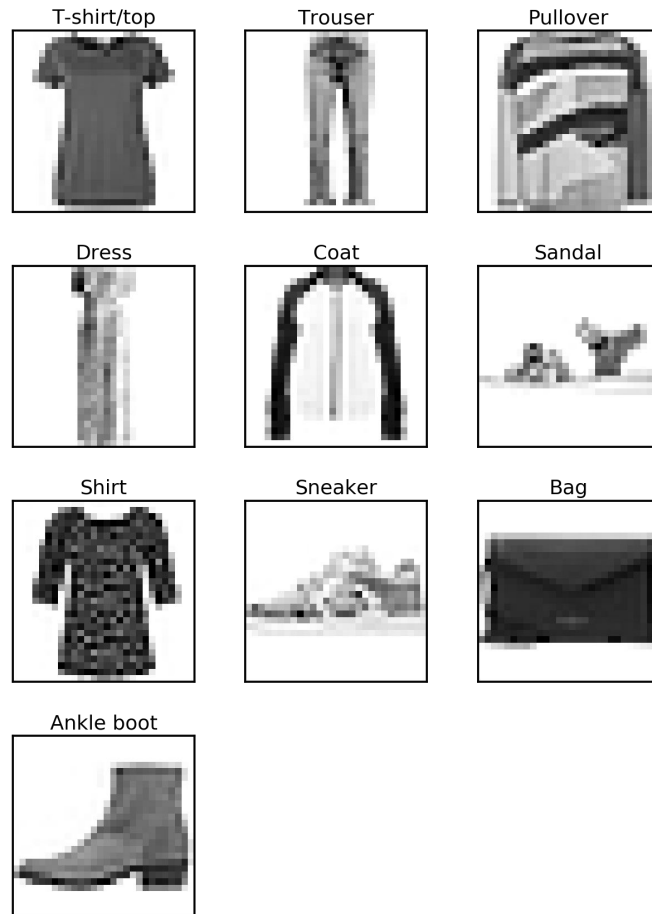 T-shirt/top
Trouser
Pullover
Dress
Coat
Sandal
Shirt
Sneaker
Bag
Ankle boot